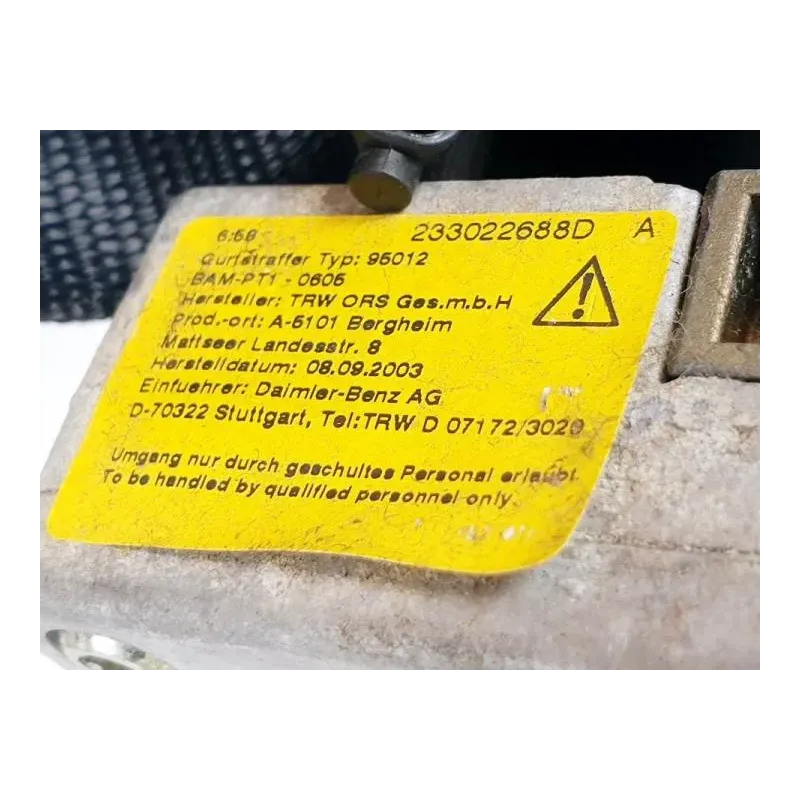 6:58 233022688D A
Gurtstraffer Typ: 95012
BAM-PT1 - 0605
Hersteller: TRW ORS Ges.m.b.H
Prod.-ort: A-5101 Bergheim
Mattseer Landesstr. 8
Herstelldatum: 08.09.2003
Einfuehrer: Daimler-Benz AG
D-70322 Stuttgart, Tel:TRW D 07172/3020
Umgang nur durch geschultes Personal erlaubt.
To be handled by qualified personnel only.